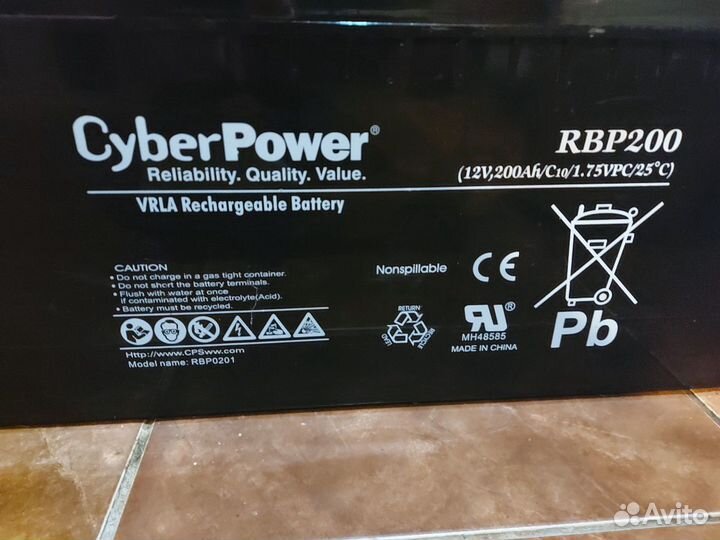 CyberPower®
Reliability. Quality. Value.
VRLA Rechargeable Battery
RBP200
(12V,200Ah/C10/1.75VPC/25°C)
CAUTION
• Do not charge in a gas tight container.
• Do not short the battery terminals.
• Flush with water at once
if contaminated with electrolyte(Acid).
• Battery must be recycled.
Http://www.CPSww.com
Model name: RBP0201
Nonspillable
CE
RETURN
LEAD
RECYCLE
RU®
MH48585
MADE IN CHINA
Pb
Avito